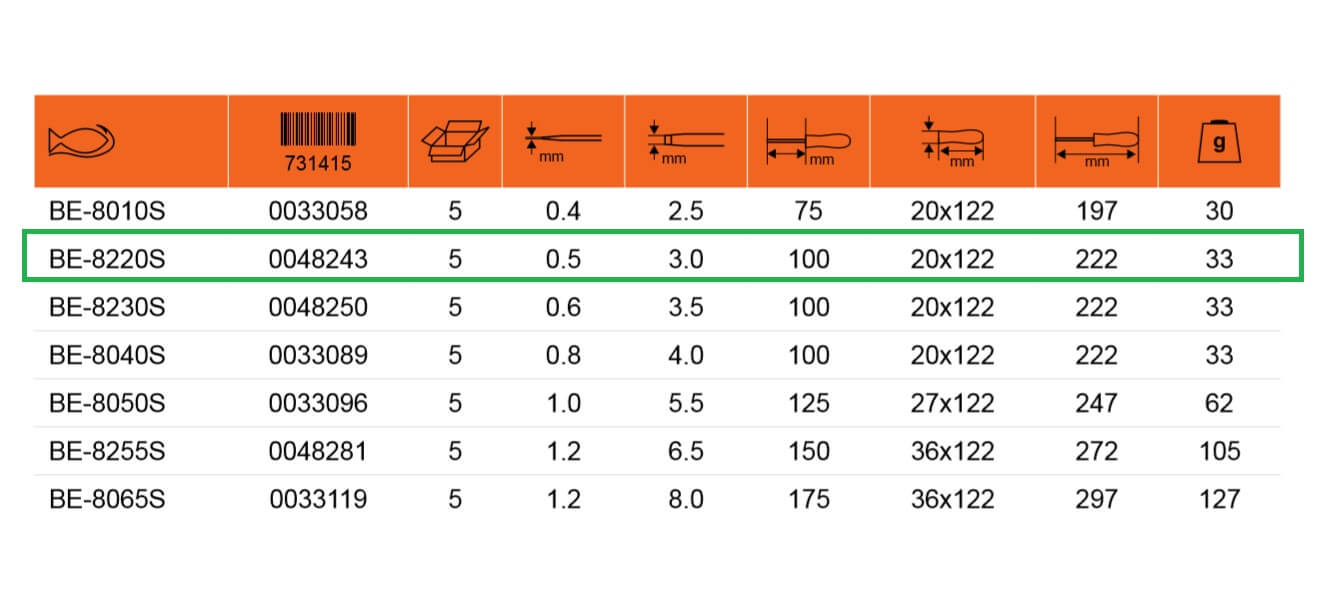 731415 mm mm mm mm mm g
BE-8010S 0033058 5 0.4 2.5 75 20x122 197 30
BE-8220S 0048243 5 0.5 3.0 100 20x122 222 33
BE-8230S 0048250 5 0.6 3.5 100 20x122 222 33
BE-8040S 0033089 5 0.8 4.0 100 20x122 222 33
BE-8050S 0033096 5 1.0 5.5 125 27x122 247 62
BE-8255S 0048281 5 1.2 6.5 150 36x122 272 105
BE-8065S 0033119 5 1.2 8.0 175 36x122 297 127